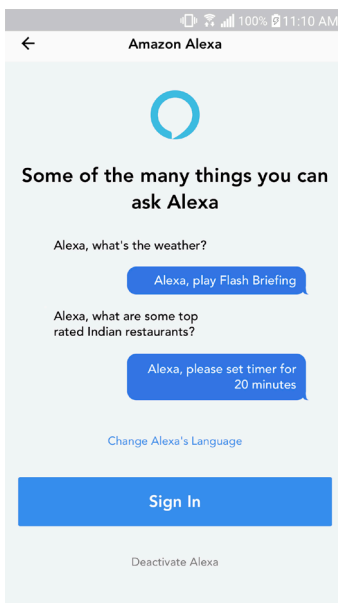 100% 11:10 AM
Amazon Alexa
Some of the many things you can
ask Alexa
Alexa, what's the weather?
Alexa, play Flash Briefing
Alexa, what are some top
rated Indian restaurants?
Alexa, please set timer for
20 minutes
Change Alexa's Language
Sign In
Deactivate Alexa